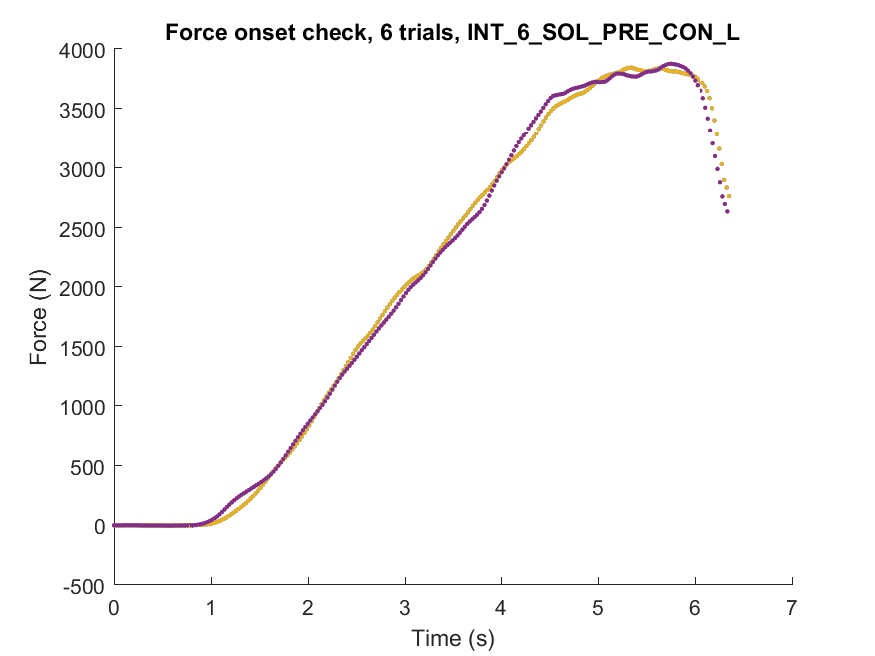 Force onset check, 6 trials, INT_6_SOL_PRE_CON_L
4000
3500
3000
2500
2000
1500
1000
500
0
-500
Force (N)
0 1 2 3 4 5 6 7
Time (s)